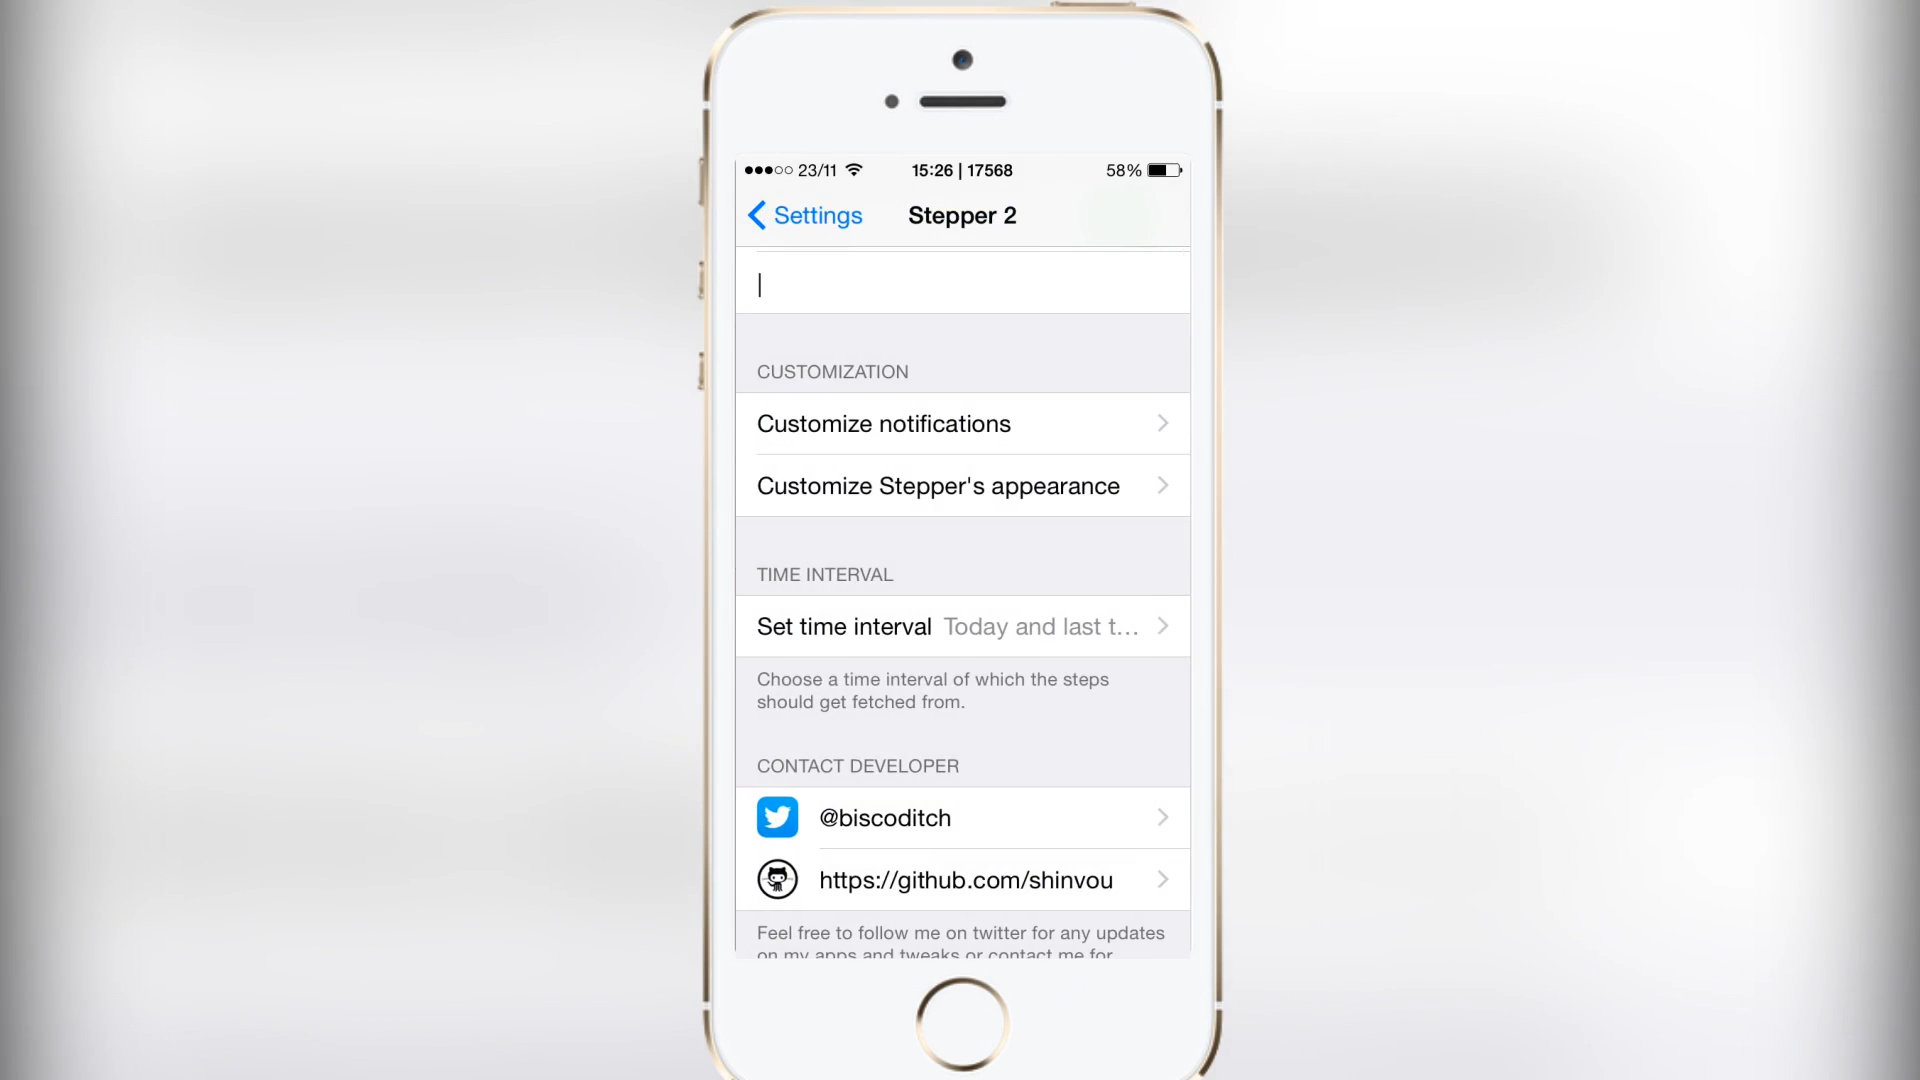 23/11 15:26 | 17568 58%
Settings Stepper 2
|
CUSTOMIZATION
Customize notifications
Customize Stepper's appearance
TIME INTERVAL
Set time interval Today and last t...
Choose a time interval of which the steps
should get fetched from.
CONTACT DEVELOPER
@biscoditch
https://github.com/shinvou
Feel free to follow me on twitter for any updates
on my apps and tweaks or contact me for